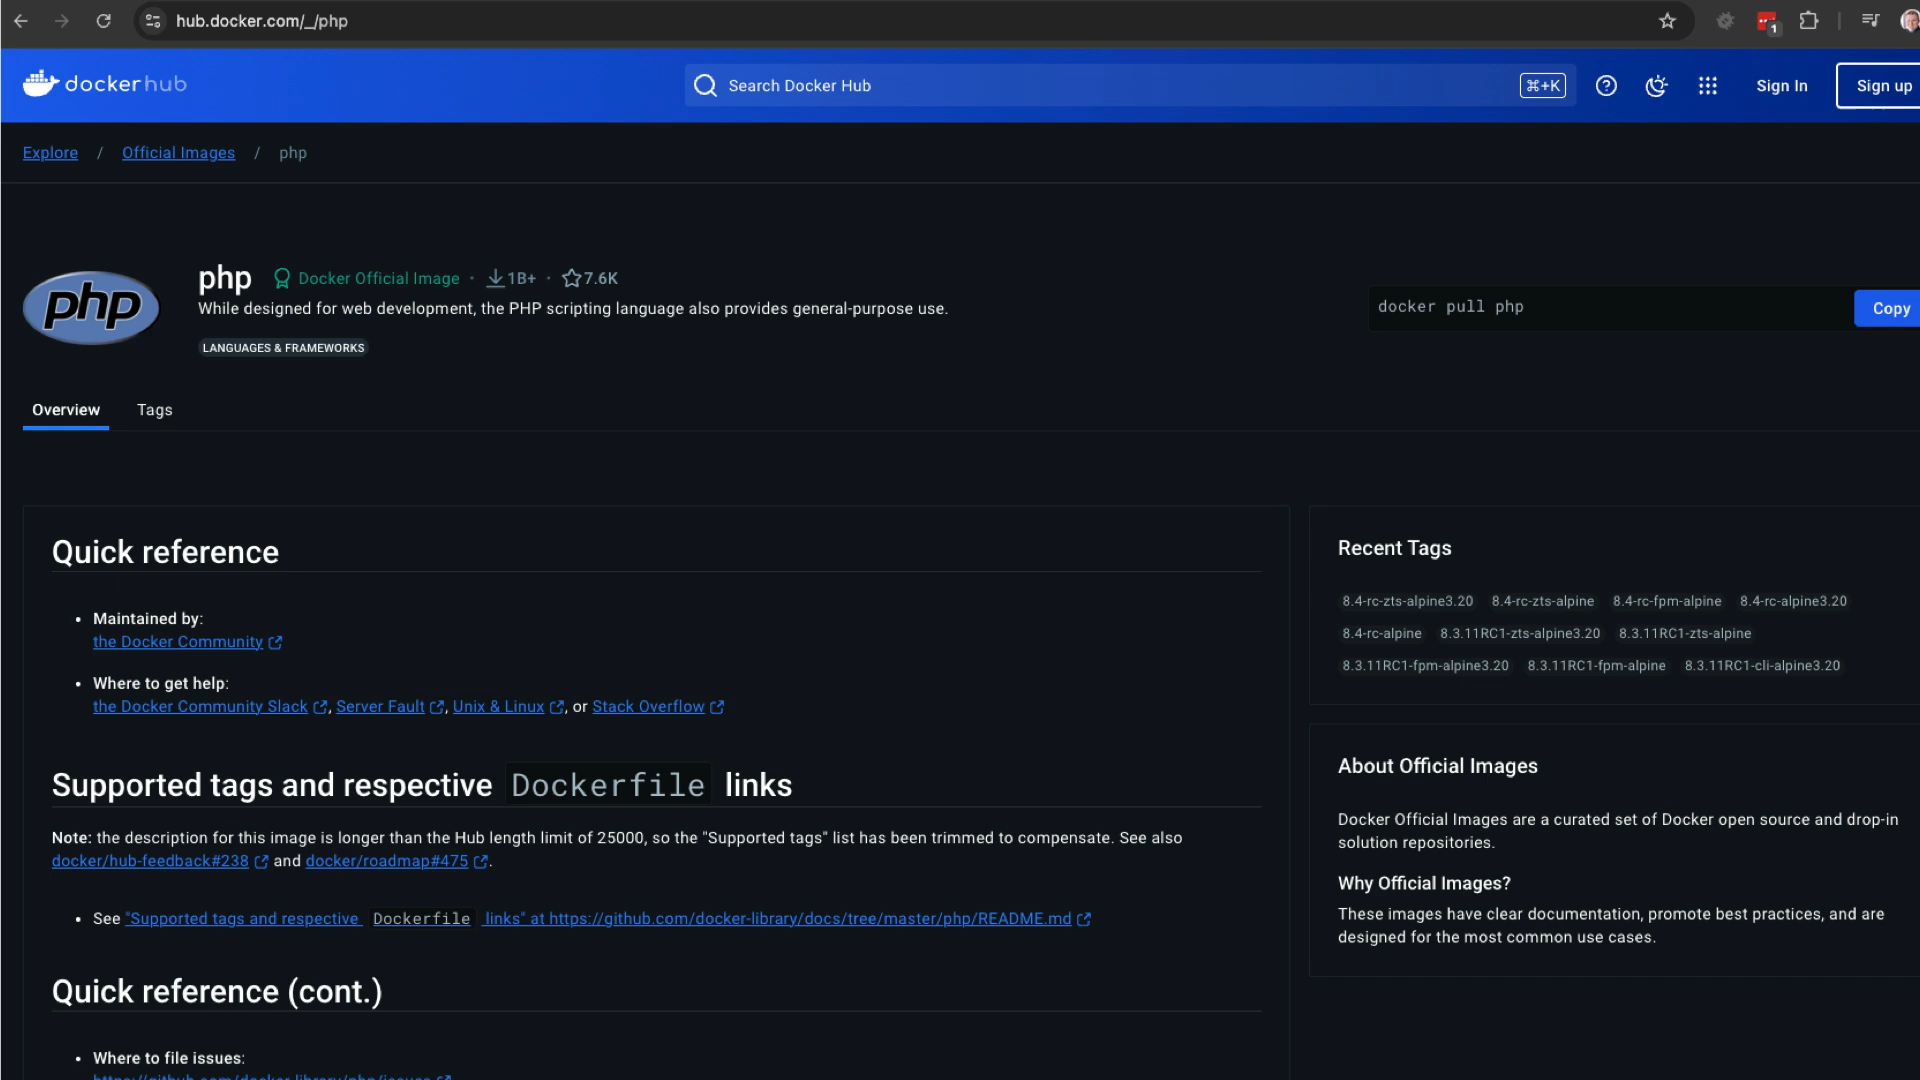 hub.docker.com/_/php
1
dockerhub
Search Docker Hub
⌘+K
Sign In
Sign up
Explore / Official Images / php
php
php Docker Official Image · 1B+ · 7.6K
While designed for web development, the PHP scripting language also provides general-purpose use.
LANGUAGES & FRAMEWORKS
docker pull php
Copy
Overview
Tags
Quick reference
• Maintained by:
the Docker Community
• Where to get help:
the Docker Community Slack, Server Fault, Unix & Linux, or Stack Overflow
Supported tags and respective Dockerfile links
Note: the description for this image is longer than the Hub length limit of 25000, so the "Supported tags" list has been trimmed to compensate. See also
docker/hub-feedback#238 and docker/roadmap#475.
• See "Supported tags and respective Dockerfile links" at https://github.com/docker-library/docs/tree/master/php/README.md
Quick reference (cont.)
• Where to file issues:
https://github.com/docker-library/php/issues
Recent Tags
8.4-rc-zts-alpine3.20 8.4-rc-zts-alpine 8.4-rc-fpm-alpine 8.4-rc-alpine3.20
8.4-rc-alpine 8.3.11RC1-zts-alpine3.20 8.3.11RC1-zts-alpine
8.3.11RC1-fpm-alpine3.20 8.3.11RC1-fpm-alpine 8.3.11RC1-cli-alpine3.20
About Official Images
Docker Official Images are a curated set of Docker open source and drop-in
solution repositories.
Why Official Images?
These images have clear documentation, promote best practices, and are
designed for the most common use cases.